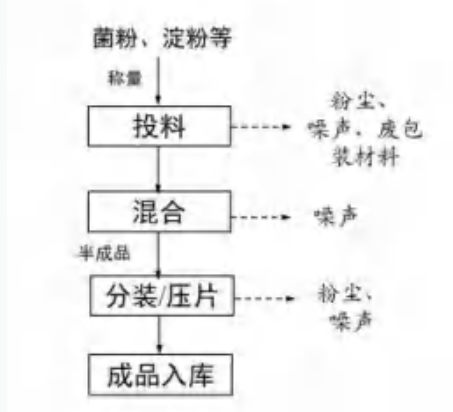 菌粉、淀粉等
称量
投料
粉尘、
噪声、废包
装材料
混合
噪声
半成品
分装/压片
粉尘、
噪声
成品入库